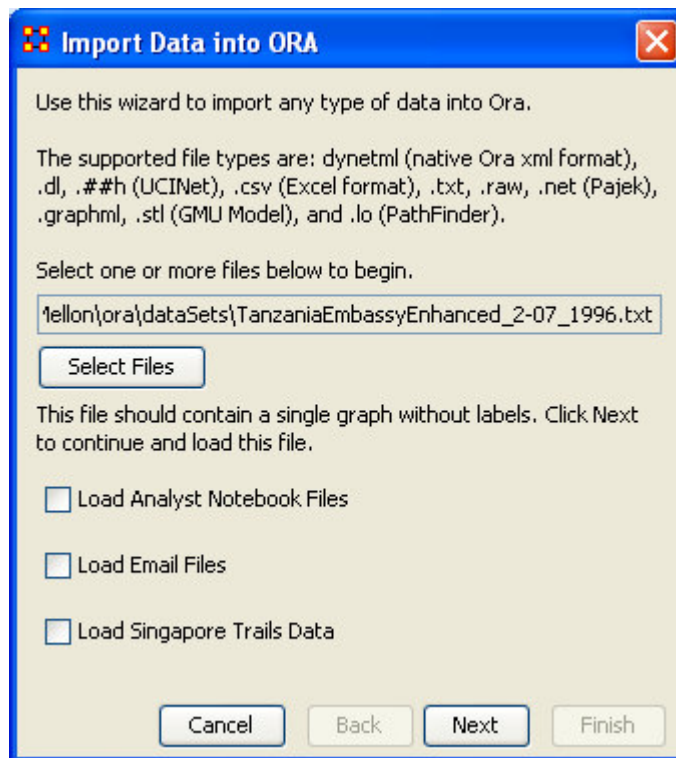 Import Data into ORA
Use this wizard to import any type of data into Ora.
The supported file types are: dynetml (native Ora xml format),
.dl, .##h (UCINet), .csv (Excel format), .txt, .raw, .net (Pajek),
.graphml, .stl (GMU Model), and .lo (PathFinder).
Select one or more files below to begin.
Mellon\ora\dataSets\TanzaniaEmbassyEnhanced_2-07_1996.txt
Select Files
This file should contain a single graph without labels. Click Next
to continue and load this file.
Load Analyst Notebook Files
Load Email Files
Load Singapore Trails Data
Cancel Back Next Finish